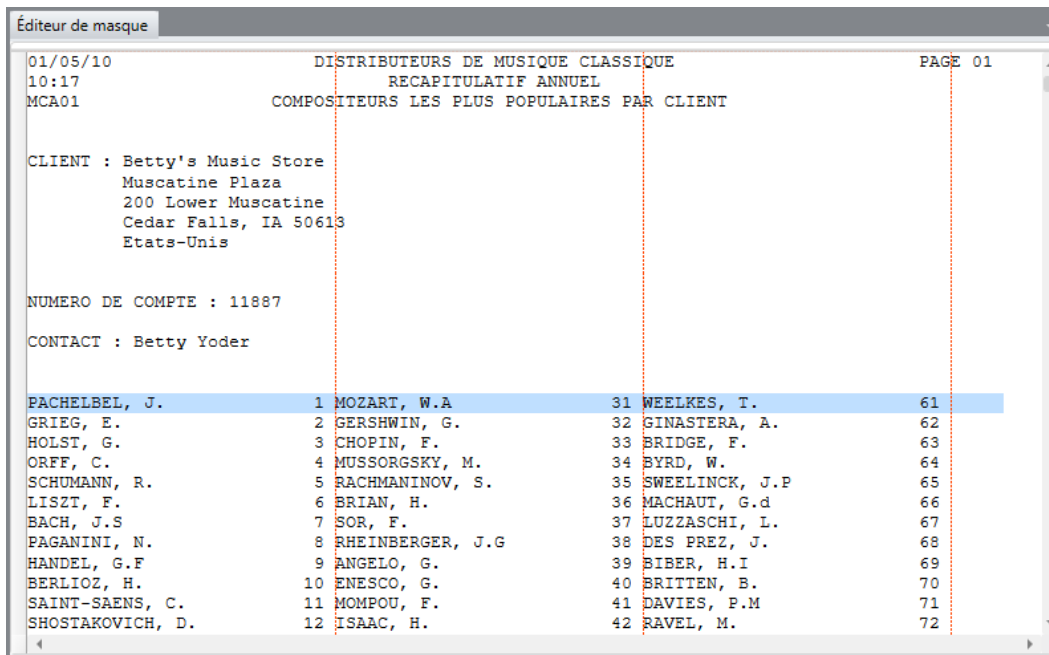 Éditeur de masque
01/05/10 DISTRIBUTEURS DE MUSIQUE CLASSIQUE PAGE 01
10:17 RECAPITULATIF ANNUEL
MCA01 COMPOSITEURS LES PLUS POPULAIRES PAR CLIENT
CLIENT : Betty's Music Store
Muscatine Plaza
200 Lower Muscatine
Cedar Falls, IA 50613
Etats-Unis
NUMERO DE COMPTE : 11887
CONTACT : Betty Yoder
PACHELBEL, J. 1 MOZART, W.A 31 WEELKES, T. 61
GRIEG, E. 2 GERSHWIN, G. 32 GINASTERA, A. 62
HOLST, G. 3 CHOPIN, F. 33 BRIDGE, F. 63
ORFF, C. 4 MUSSORGSKY, M. 34 BYRD, W. 64
SCHUMANN, R. 5 RACHMANINOV, S. 35 SWEELINCK, J.P 65
LISZT, F. 6 BRIAN, H. 36 MACHAUT, G.d 66
BACH, J.S 7 SOR, F. 37 LUZZASCHI, L. 67
PAGANINI, N. 8 RHEINBERGER, J.G 38 DES PREZ, J. 68
HANDEL, G.F 9 ANGELO, G. 39 BIBER, H.I 69
BERLIOZ, H. 10 ENESCO, G. 40 BRITTEN, B. 70
SAINT-SAENS, C. 11 MOMPOU, F. 41 DAVIES, P.M 71
SHOSTAKOVICH, D. 12 ISAAC, H. 42 RAVEL, M. 72